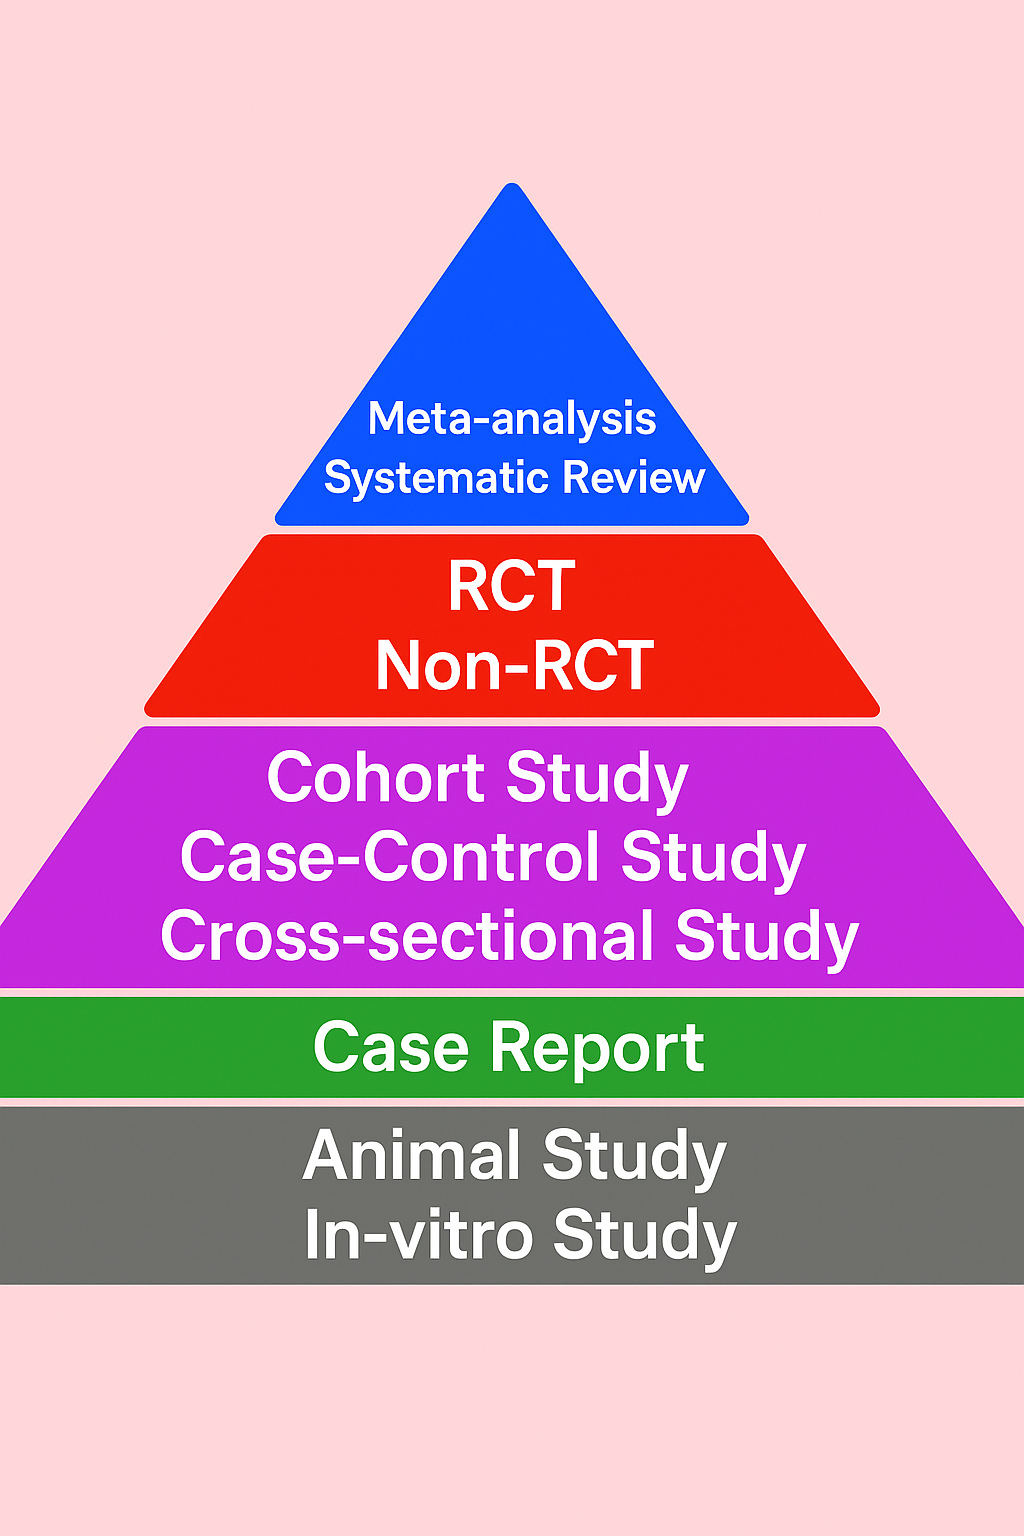 Meta-analysis
Systematic Review
RCT
Non-RCT
Cohort Study
Case-Control Study
Cross-sectional Study
Case Report
Animal Study
In-vitro Study